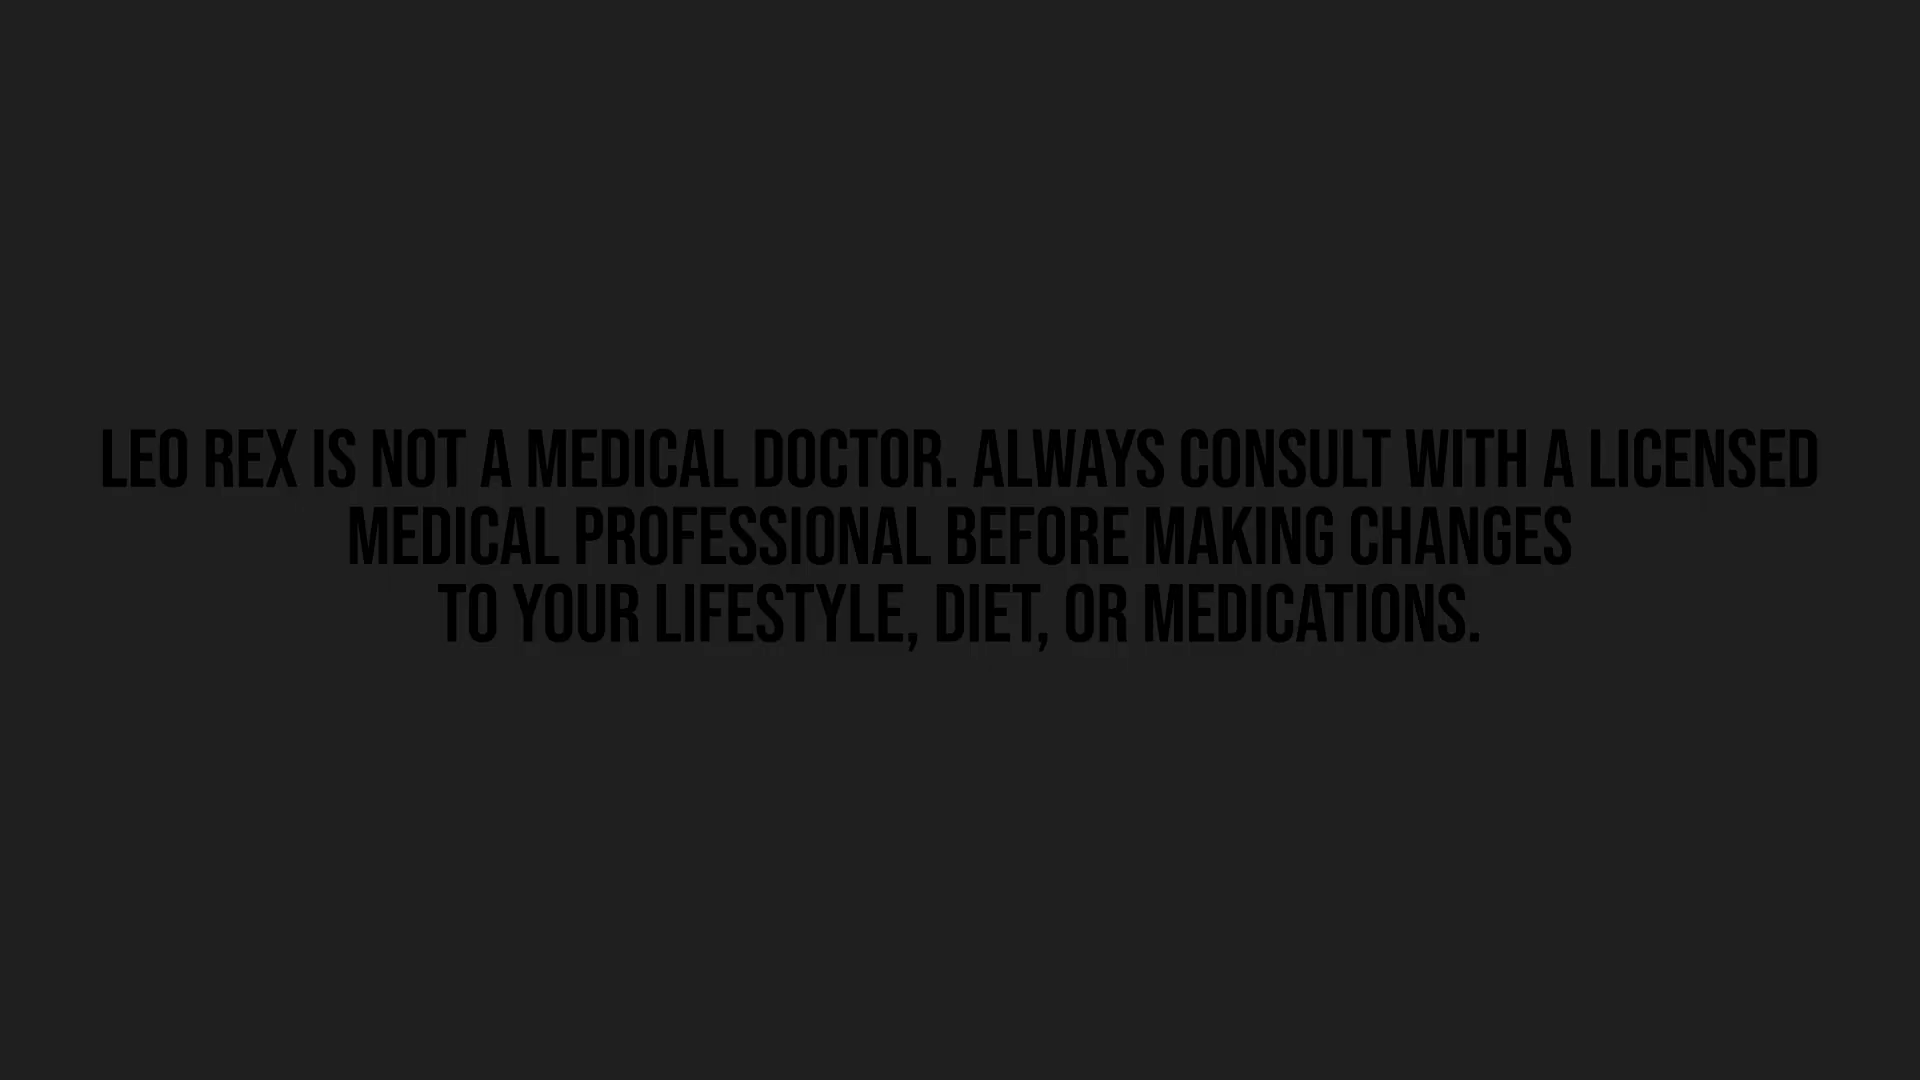 LEO REX IS NOT A MEDICAL DOCTOR. ALWAYS CONSULT WITH A LICENSED
MEDICAL PROFESSIONAL BEFORE MAKING CHANGES
TO YOUR LIFESTYLE, DIET, OR MEDICATIONS.